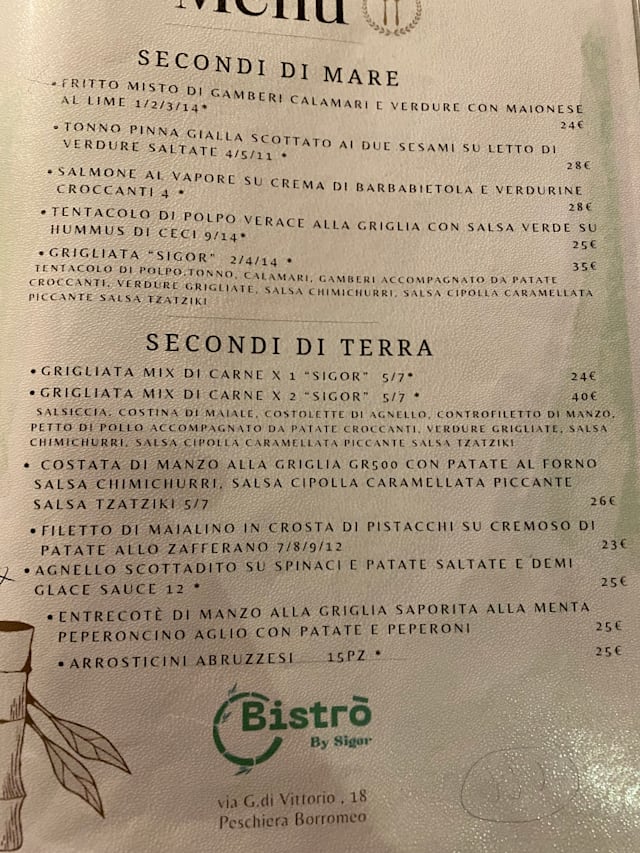 Menu
SECONDI DI MARE
•FRITTO MISTO DI GAMBERI CALAMARI E VERDURE CON MAIONESE
AL LIME 1/2/3/14*
24€
•TONNO PINNA GIALLA SCOTTATO AI DUE SESAMI SU LETTO DI
VERDURE SALTATE 4/5/11 *
28€
•SALMONE AL VAPORE SU CREMA DI BARBABIETOLA E VERDURINE
CROCCANTI 4 *
28€
•TENTACOLO DI POLPO VERACE ALLA GRIGLIA CON SALSA VERDE SU
HUMMUS DI CECI 9/14*
25€
•GRIGLIATA "SIGOR" 2/4/14 *
35€
TENTACOLO DI POLPO,TONNO, CALAMARI, GAMBERI ACCOMPAGNATO DA PATATE
CROCCANTI, VERDURE GRIGLIATE, SALSA CHIMICHURRI, SALSA CIPOLLA CARAMELLATA
PICCANTE SALSA TZATZIKI
SECONDI DI TERRA
•GRIGLIATA MIX DI CARNE X 1 "SIGOR" 5/7* 24€
•GRIGLIATA MIX DI CARNE X 2 "SIGOR" 5/7 * 40€
SALSICCIA, COSTINA DI MAIALE, COSTOLETTE DI AGNELLO, CONTROFILETTO DI MANZO,
PETTO DI POLLO ACCOMPAGNATO DA PATATE CROCCANTI, VERDURE GRIGLIATE, SALSA
CHIMICHURRI, SALSA CIPOLLA CARAMELLATA PICCANTE SALSA TZATZIKI
• COSTATA DI MANZO ALLA GRIGLIA GR500 CON PATATE AL FORNO
SALSA CHIMICHURRI, SALSA CIPOLLA CARAMELLATA PICCANTE
SALSA TZATZIKI 5/7 26€
•FILETTO DI MAIALINO IN CROSTA DI PISTACCHI SU CREMOSO DI
PATATE ALLO ZAFFERANO 7/8/9/12 23€
•AGNELLO SCOTTADITO SU SPINACI E PATATE SALTATE E DEMI
GLACE SAUCE 12 * 25€
•ENTRECOTÈ DI MANZO ALLA GRIGLIA SAPORITA ALLA MENTA
PEPERONCINO AGLIO CON PATATE E PEPERONI 25€
•ARROSTICINI ABRUZZESI 15PZ * 25€
Bistrò
By Sigor
via G.di Vittorio , 18
Peschiera Borromeo